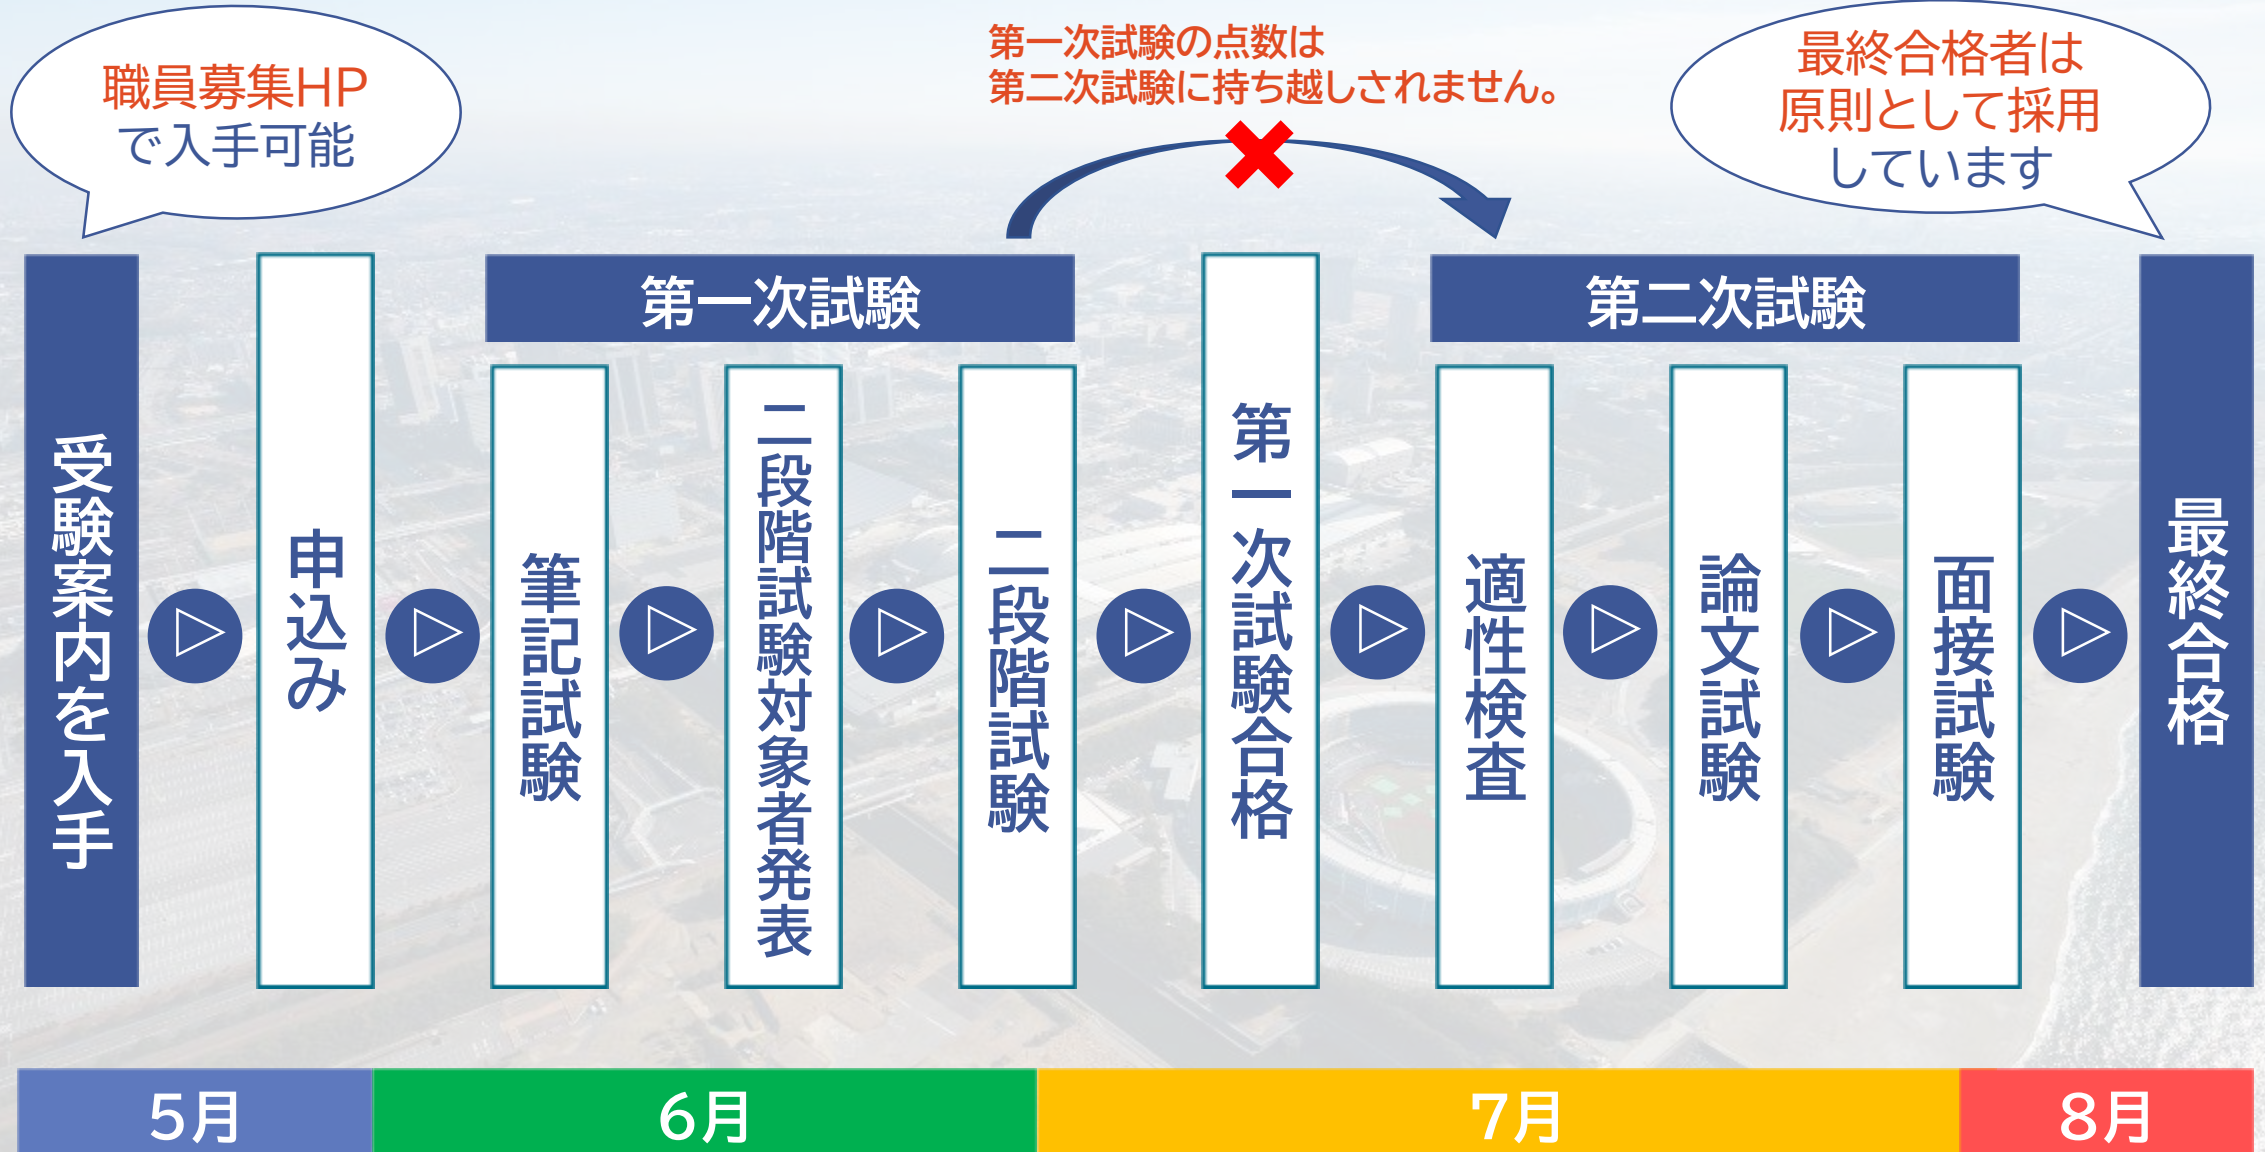 職員募集HP
で入手可能
第一次試験の点数は
第二次試験に持ち越しされません。
最終合格者は
原則として採用
しています
受験案内を入手
申込み
第一次試験
筆記試験
二段階試験対象者発表
二段階試験
第一次試験合格
第二次試験
適性検査
論文試験
面接試験
最終合格
5月
6月
7月
8月